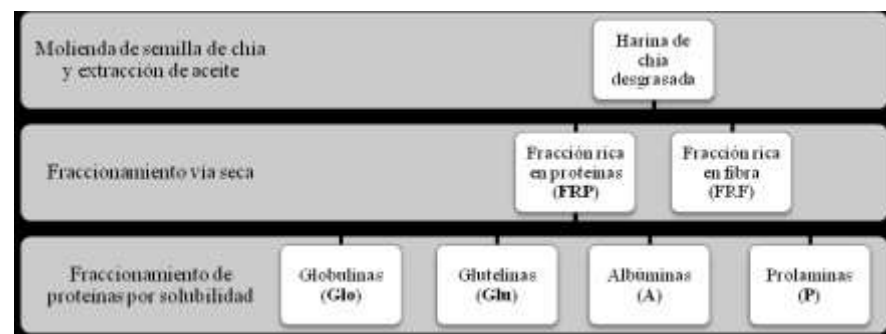 Molienda de semilla de chia
y extracción de aceite
Harina de
chia
desgrasada
Fraccionamiento via seca
Fracción rica
en proteinas
(FRP)
Fracción rica
en fibra
(FRF)
Fraccionamiento de
proteinas por solubilidad
Globulinas
(Glo)
Glutelinas
(Glu)
Albúminas
(A)
Prolaminas
(P)